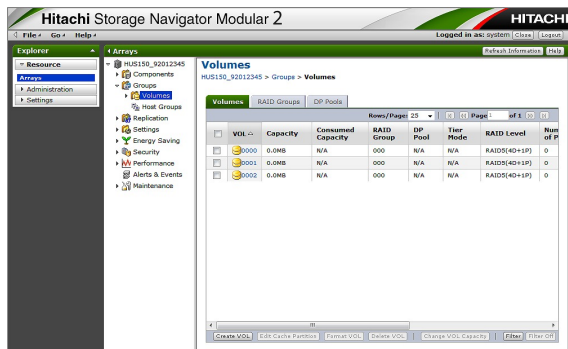 Hitachi Storage Navigator Modular 2
HITACHI
File Go Help
Logged in as: system Close Logout
Explorer
Arrays
Refresh Information Help
Resource
Arrays
Administration
Settings
HUS150_92012345
Components
Groups
Volumes
Host Groups
Replication
Settings
Energy Saving
Security
Performance
Alerts & Events
Maintenance
Volumes
HUS150_92012345 > Groups > Volumes
Volumes RAID Groups DP Pools
Rows/Page: 25 Page 1 of 1
VOL Capacity Consumed Capacity RAID Group DP Pool Tier Mode RAID Level Num of P
0000 0.0MB N/A 000 N/A N/A RAID5(4D+1P) 0
0001 0.0MB N/A 000 N/A N/A RAID5(4D+1P) 0
0002 0.0MB N/A 000 N/A N/A RAID5(4D+1P) 0
Create VOL Edit Cache Partition Format VOL Delete VOL Change VOL Capacity Filter Filter Off